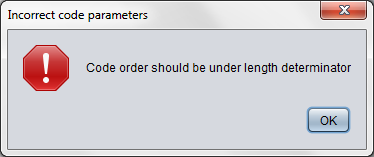 Incorrect code parameters
Code order should be under length determinator
OK